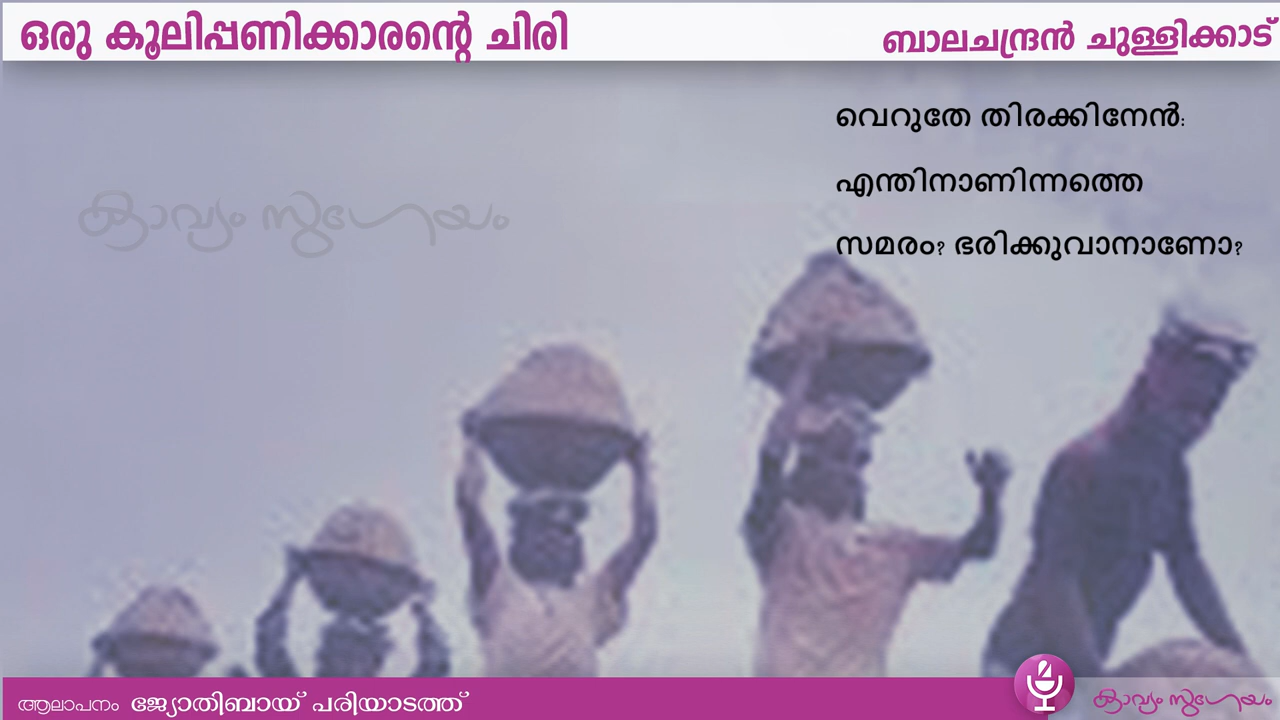 ഒരു കൂലിപ്പണിക്കാരന്റെ ചിരി
ബാലചന്ദ്രൻ ചുള്ളിക്കാട്
വെറുതേ തിരക്കിനേൻ:
എന്തിനാണിന്നത്തെ
സമരം? ഭരിക്കുവാനാണോ?
കാവ്യം സുഗേയം
ആലാപനം ജ്യോതിബായ് പരിയാടത്ത്
കാവ്യം സുഗേയം